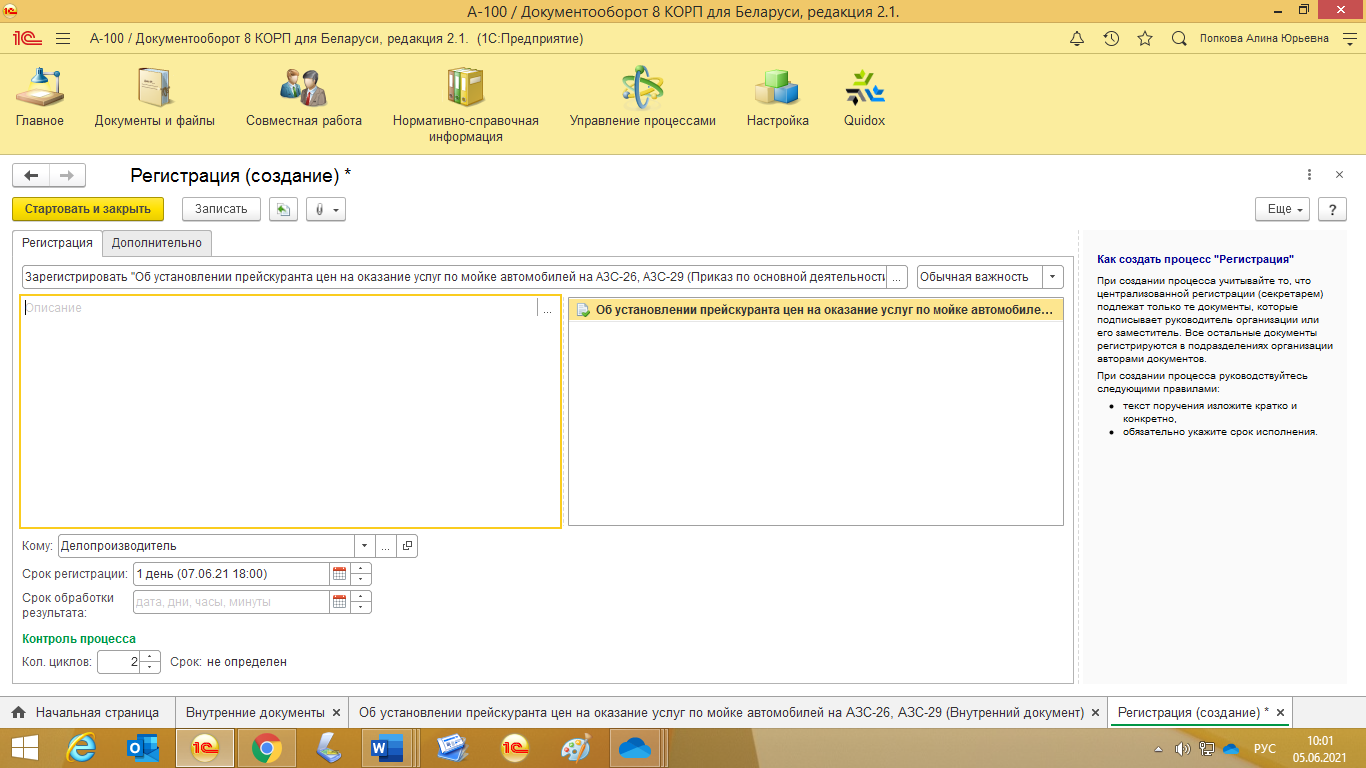 А-100 / Документооборот 8 КОРП для Беларуси, редакция 2.1.
А-100 / Документооборот 8 КОРП для Беларуси, редакция 2.1.  (1С:Предприятие)
Попкова Алина Юрьевна
Главное
Документы и файлы
Совместная работа
Нормативно-справочная
информация
Управление процессами
Настройка
Quidox
Регистрация (создание) *
Стартовать и закрыть
Записать
Еще
?
Регистрация
Дополнительно
Зарегистрировать "Об установлении прейскуранта цен на оказание услуг по мойке автомобилей на АЗС-26, АЗС-29 (Приказ по основной деятельности ...
Обычная важность
Описание
...
Об установлении прейскуранта цен на оказание услуг по мойке автомобиле...
Кому: Делопроизводитель ...
Срок регистрации: 1 день (07.06.21 18:00)
Срок обработки
результата:
дата, дни, часы, минуты
Контроль процесса
Кол. циклов: 2 Срок: не определен
Как создать процесс "Регистрация"
При создании процесса учитывайте то, что
централизованной регистрации (секретарем)
подлежат только те документы, которые
подписывает руководитель организации или
его заместитель. Все остальные документы
регистрируются в подразделениях организации
авторами документов.
При создании процесса руководствуйтесь
следующими правилами:
• текст поручения изложите кратко и
конкретно,
• обязательно укажите срок исполнения.
Начальная страница
Внутренние документы
Об установлении прейскуранта цен на оказание услуг по мойке автомобилей на АЗС-26, АЗС-29 (Внутренний документ)
Регистрация (создание) *
РУС
10:01
05.06.2021